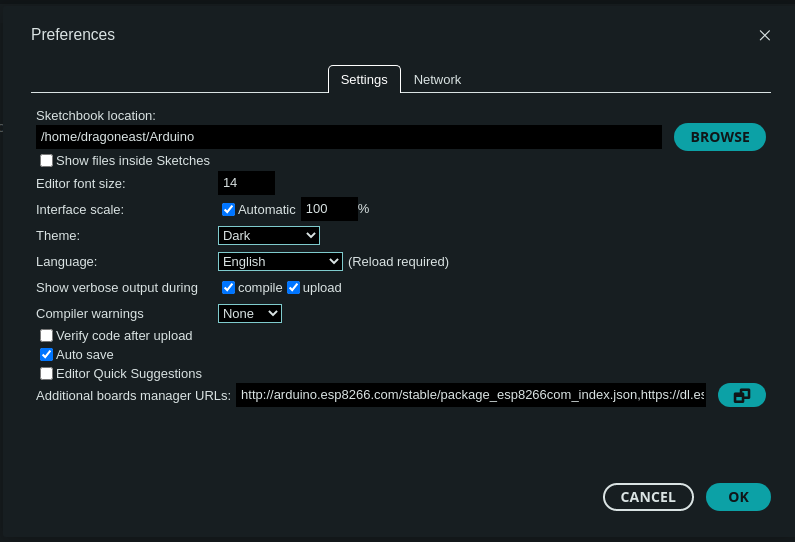 Preferences
Settings Network
Sketchbook location:
/home/dragoneast/Arduino
BROWSE
Show files inside Sketches
Editor font size: 14
Interface scale: Automatic 100 %
Theme: Dark
Language: English (Reload required)
Show verbose output during compile upload
Compiler warnings None
Verify code after upload
Auto save
Editor Quick Suggestions
Additional boards manager URLs: http://arduino.esp8266.com/stable/package_esp8266com_index.json,https://dl.es
CANCEL OK